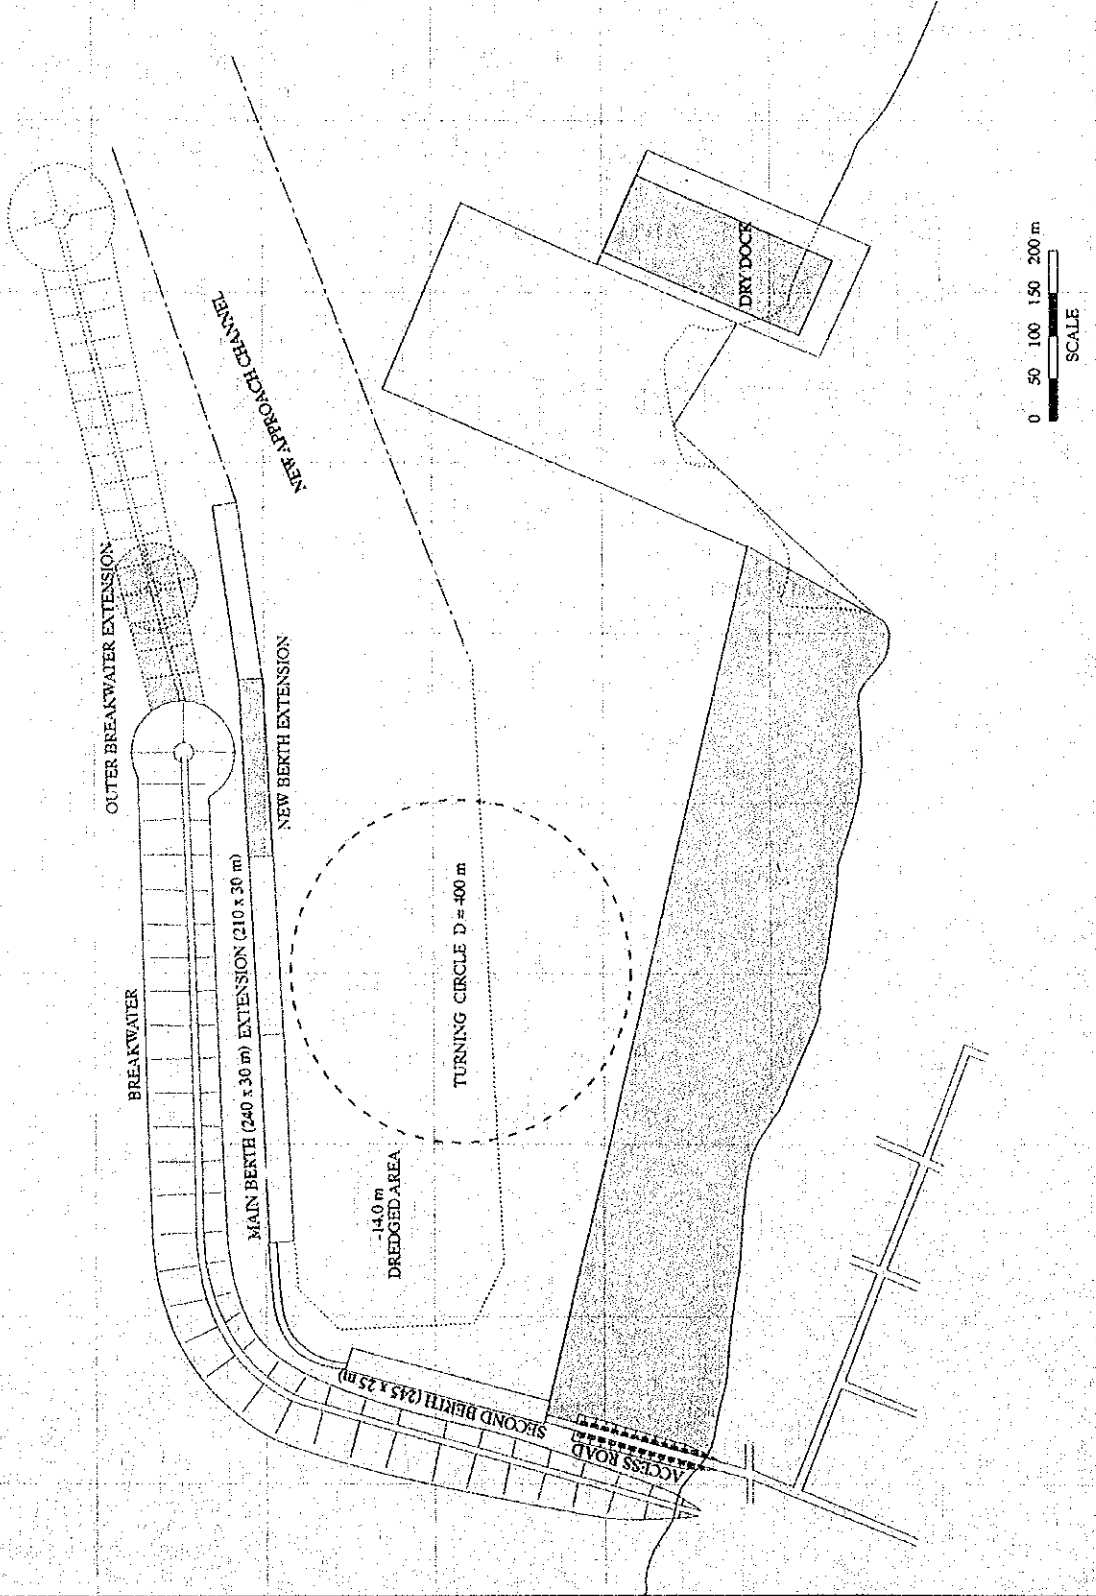 OUTER BREAKWATER EXTENSION
NEW APPROACH CHANNEL
BREAKWATER
MAIN BERTH (240 x 30 m) EXTENSION (210 x 30 m)
NEW BERTH EXTENSION
TURNING CIRCLE D = 400 m
-14.0 m
DREDGED AREA
SECOND BERTH (245 x 25 m)
ACCESS ROAD
DRY DOCK
0 50 100 150 200 m
SCALE